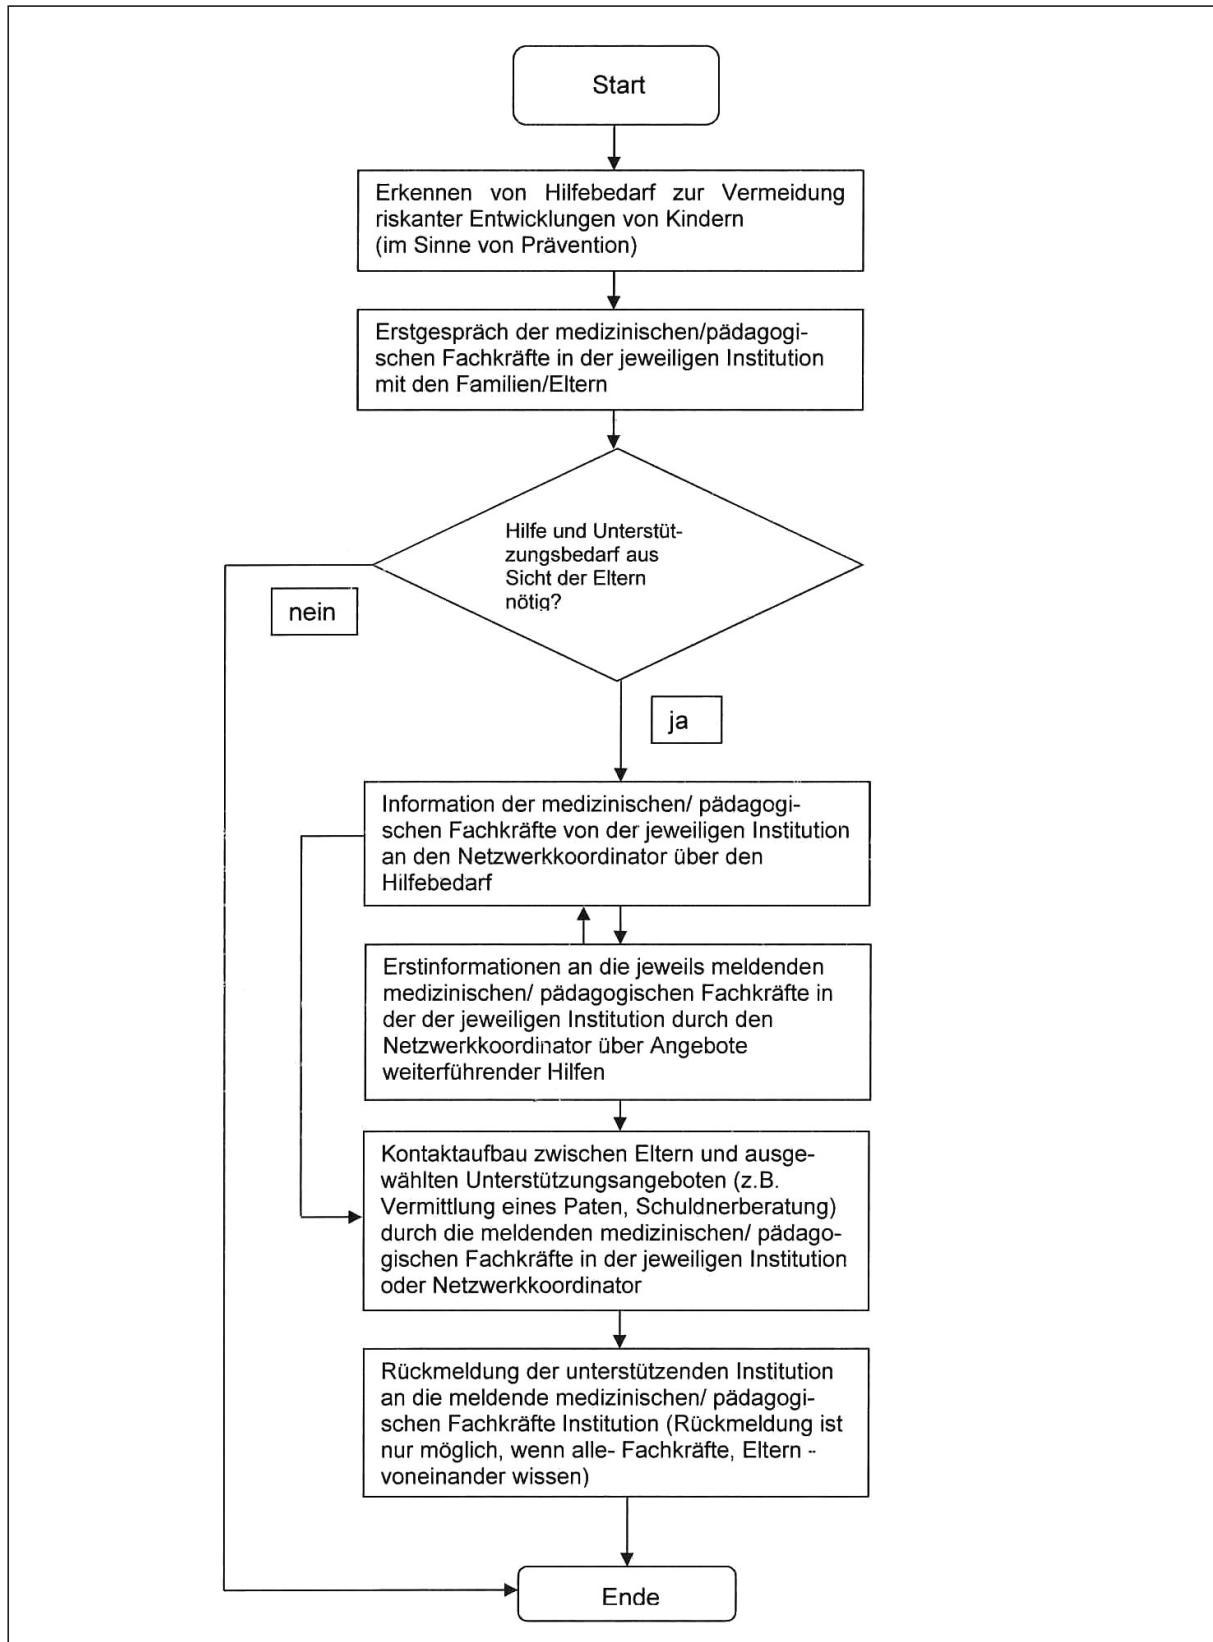 Start
Erkennen von Hilfebedarf zur Vermeidung
riskanter Entwicklungen von Kindern
(im Sinne von Prävention)
Erstgespräch der medizinischen/pädagogi-
schen Fachkräfte in der jeweiligen Institution
mit den Familien/Eltern
Hilfe und Unterstüt-
zungsbedarf aus
Sicht der Eltern
nötig?
nein
ja
Information der medizinischen/ pädagogi-
schen Fachkräfte von der jeweiligen Institution
an den Netzwerkkoordinator über den
Hilfebedarf
Erstinformationen an die jeweils meldenden
medizinischen/ pädagogischen Fachkräfte in
der der jeweiligen Institution durch den
Netzwerkkoordinator über Angebote
weiterführender Hilfen
Kontaktaufbau zwischen Eltern und ausge-
wählten Unterstützungsangeboten (z.B.
Vermittlung eines Paten, Schuldnerberatung)
durch die meldenden medizinischen/ pädago-
gischen Fachkräfte in der jeweiligen Institution
oder Netzwerkkoordinator
Rückmeldung der unterstützenden Institution
an die meldende medizinischen/ pädagogi-
schen Fachkräfte Institution (Rückmeldung ist
nur möglich, wenn alle- Fachkräfte, Eltern -
voneinander wissen)
Ende